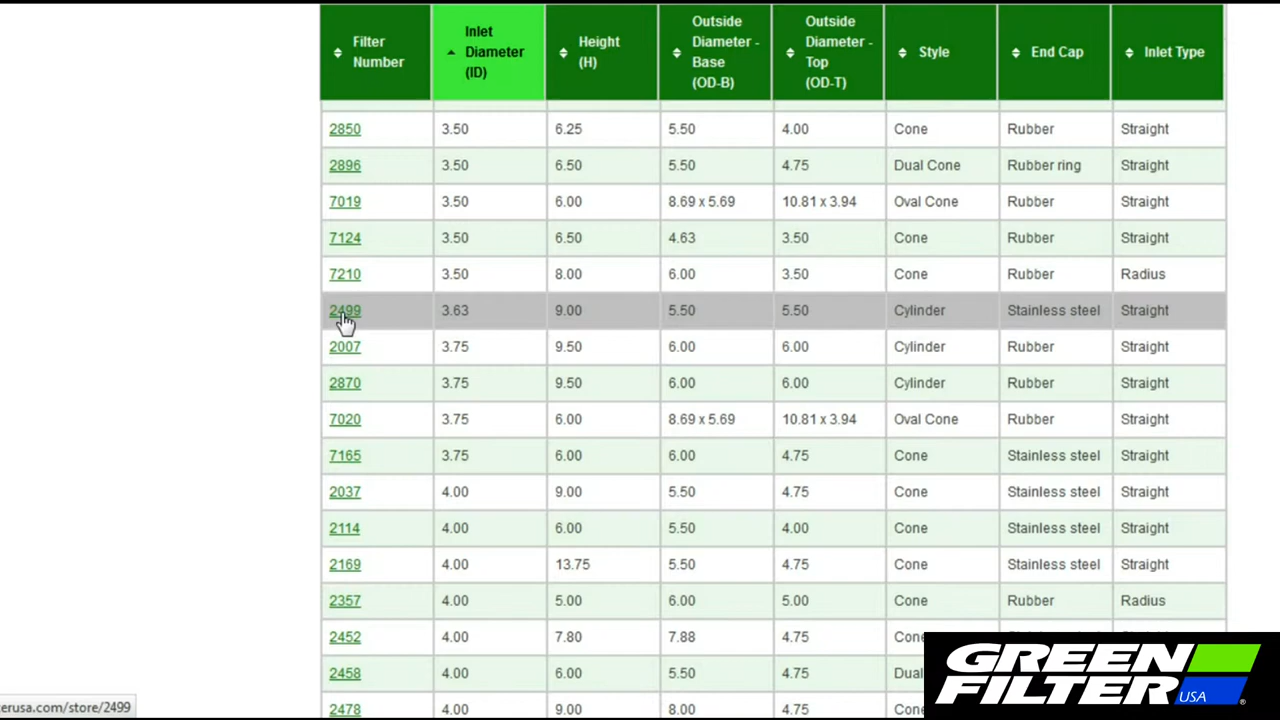 Filter Number
Inlet Diameter (ID)
Height (H)
Outside Diameter - Base (OD-B)
Outside Diameter - Top (OD-T)
Style
End Cap
Inlet Type
2850 3.50 6.25 5.50 4.00 Cone Rubber Straight
2896 3.50 6.50 5.50 4.75 Dual Cone Rubber ring Straight
7019 3.50 6.00 8.69 x 5.69 10.81 x 3.94 Oval Cone Rubber Straight
7124 3.50 6.50 4.63 3.50 Cone Rubber Straight
7210 3.50 8.00 6.00 3.50 Cone Rubber Radius
2499 3.63 9.00 5.50 5.50 Cylinder Stainless steel Straight
2007 3.75 9.50 6.00 6.00 Cylinder Rubber Straight
2870 3.75 9.50 6.00 6.00 Cylinder Rubber Straight
7020 3.75 6.00 8.69 x 5.69 10.81 x 3.94 Oval Cone Rubber Straight
7165 3.75 6.00 6.00 4.75 Cone Stainless steel Straight
2037 4.00 9.00 5.50 4.75 Cone Stainless steel Straight
2114 4.00 6.00 5.50 4.00 Cone Stainless steel Straight
2169 4.00 13.75 5.50 4.75 Cone Stainless steel Straight
2357 4.00 5.00 6.00 5.00 Cone Rubber Radius
2452 4.00 7.80 7.88 4.75
2458 4.00 6.00 5.50 4.75 Dual
2478 4.00 9.00 8.00 4.75
GREEN
FILTER USA ®
erusa.com/store/2499